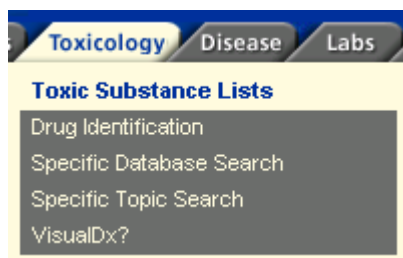 Toxicology Disease Labs
Toxic Substance Lists
Drug Identification
Specific Database Search
Specific Topic Search
VisualDx?